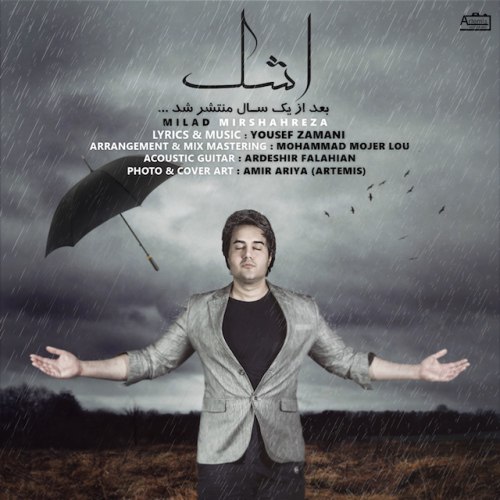 اشک
بعد از یک سال منتشر شد ...
MILAD MIRSHAHREZA
LYRICS & MUSIC : YOUSEF ZAMANI
ARRANGEMENT & MIX MASTERING : MOHAMMAD MOJER LOU
ACOUSTIC GUITAR : ARDESHIR FALAHIAN
PHOTO & COVER ART : AMIR ARIYA (ARTEMIS)